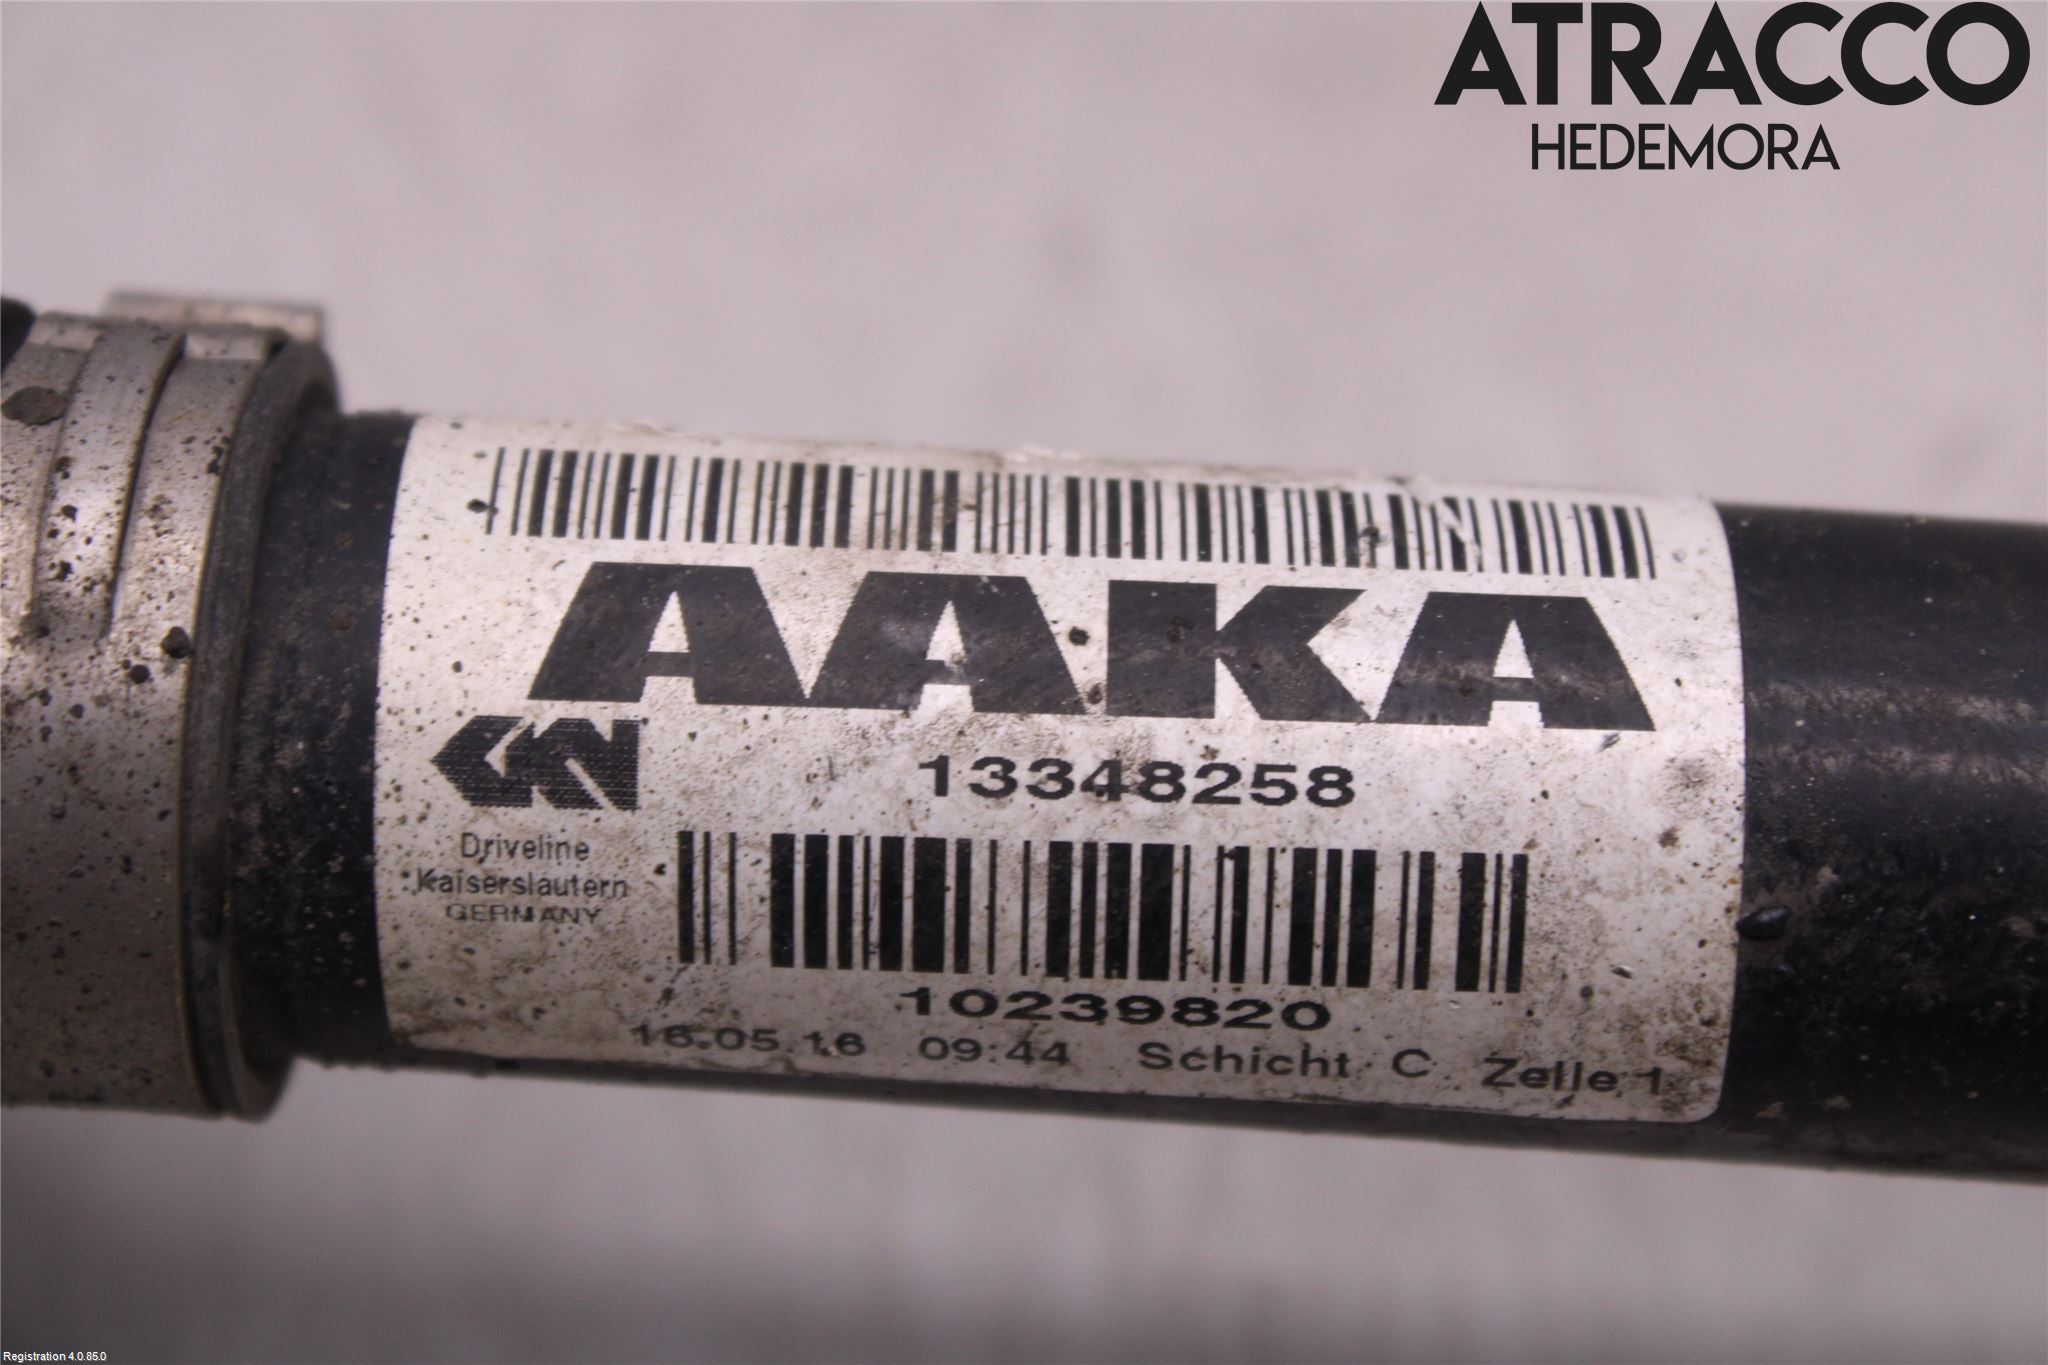 ATRACCO
HEDEMORA
AAKA
GKN
13348258
Driveline
Kaiserslautern
GERMANY
10239820
16.05.16 09:44 Schicht C Zelle 1
Registration 4.0.85.0